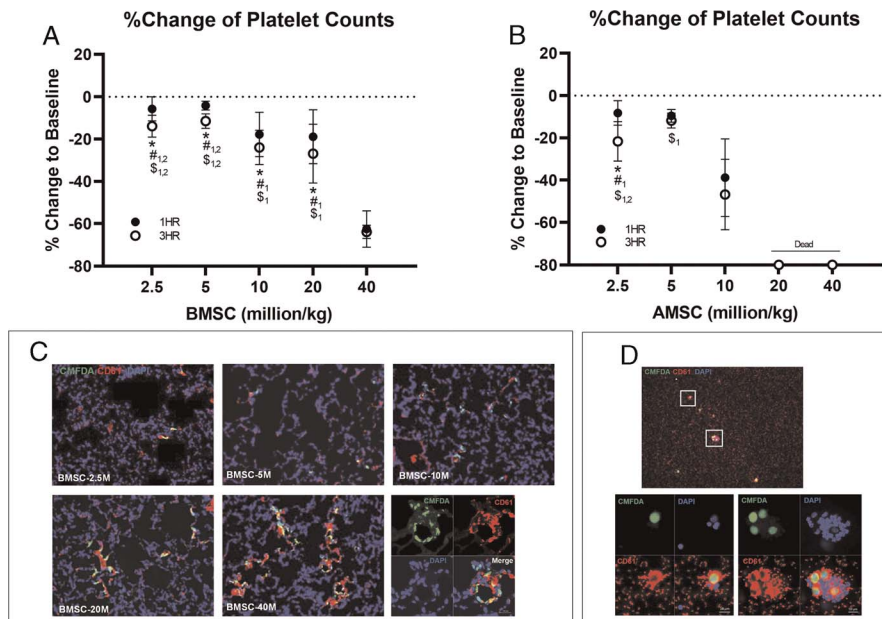 A
%Change of Platelet Counts
% Change to Baseline
20
0
-20
-40
-60
-80
*
#1,2
$1,2
*
#1,2
$1,2
*
#1
$1
*
#1
$1
1HR
3HR
2.5 5 10 20 40
BMSC (million/kg)
B
%Change of Platelet Counts
% Change to Baseline
20
0
-20
-40
-60
-80
*
#1
$1,2
$1
1HR
3HR
Dead
2.5 5 10 20 40
AMSC (million/kg)
C
CMFDA CD61 DAPI
BMSC-2.5M
BMSC-5M
BMSC-10M
BMSC-20M
BMSC-40M
CMFDA
CD61
DAPI
Merge
D
CMFDA CD61 DAPI
CMFDA
DAPI
CMFDA
DAPI
CD61
CD61